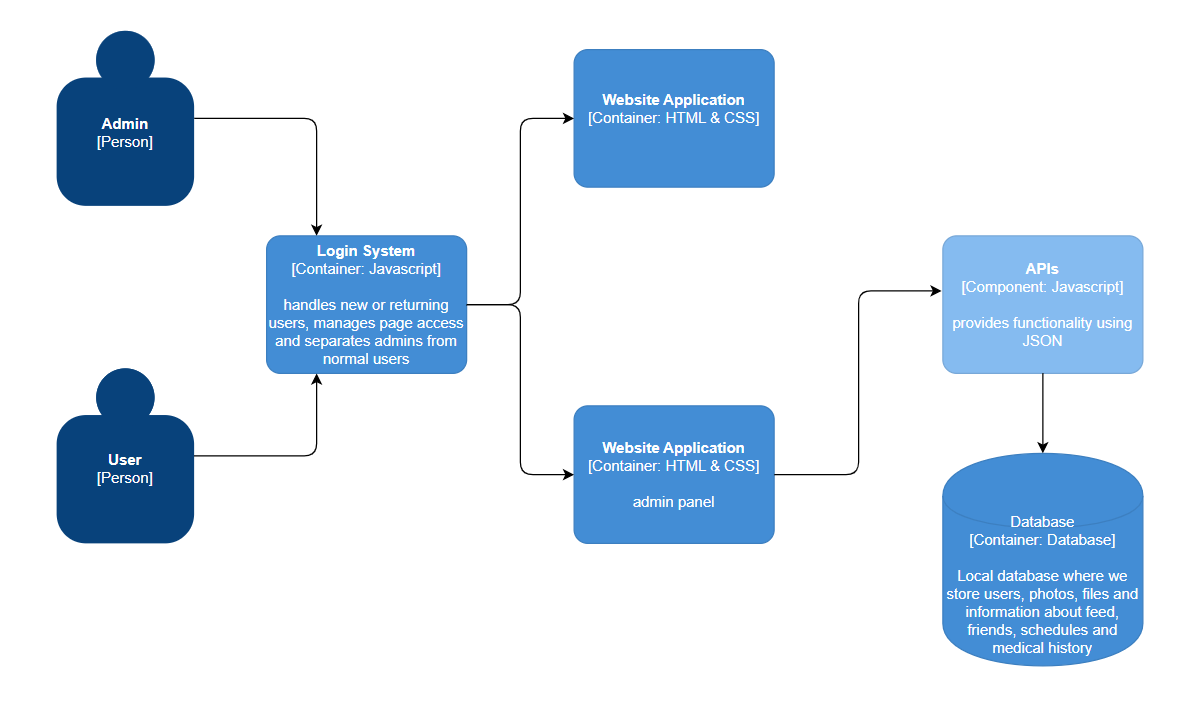 Admin
[Person]
User
[Person]
Login System
[Container: Javascript]
handles new or returning
users, manages page access
and separates admins from
normal users
Website Application
[Container: HTML & CSS]
Website Application
[Container: HTML & CSS]
admin panel
APIs
[Component: Javascript]
provides functionality using
JSON
Database
[Container: Database]
Local database where we
store users, photos, files and
information about feed,
friends, schedules and
medical history